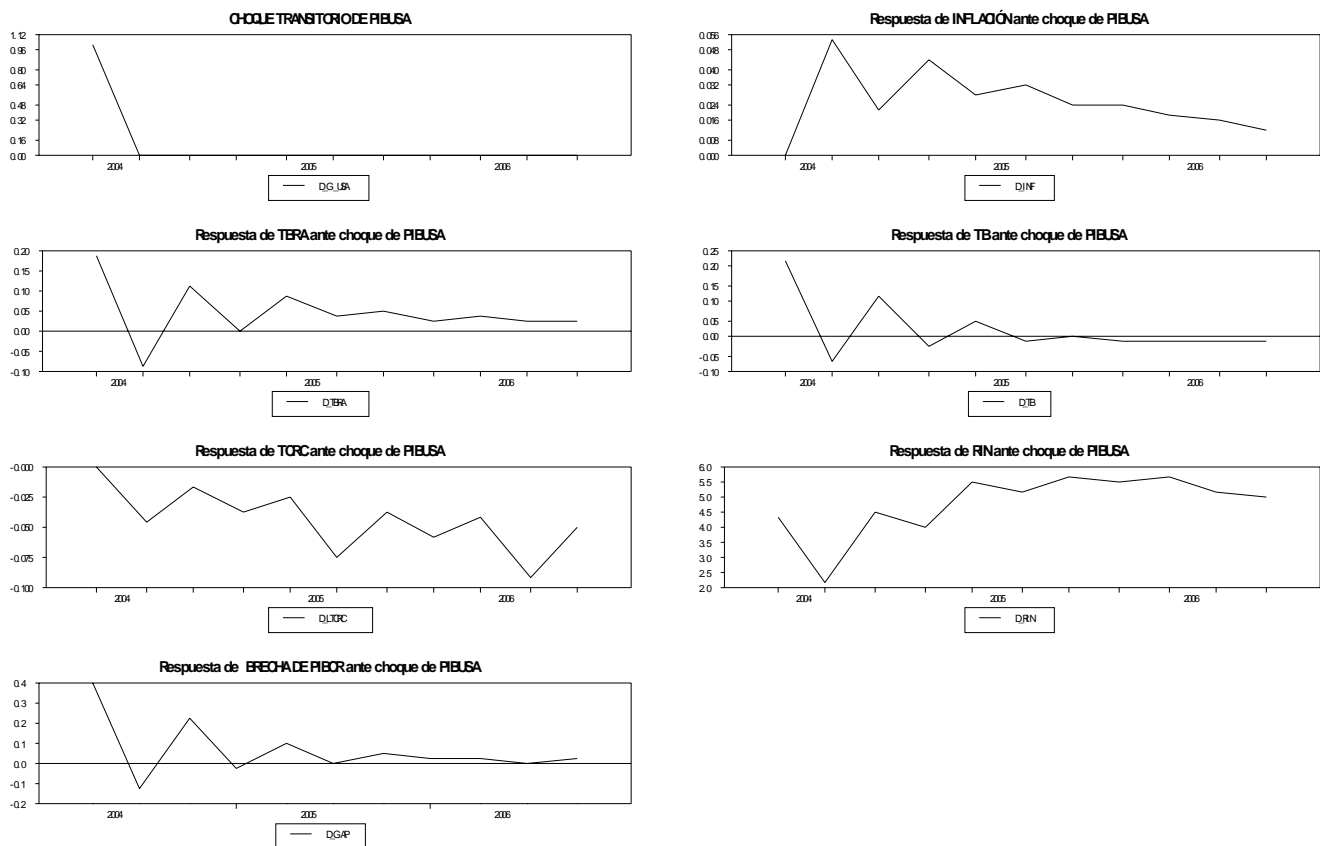 CHOQUE TRANSITORIO DE PIBUSA
1.12
0.96
0.80
0.64
0.48
0.32
0.16
0.00
2004 2005 2006
D_G_USA
Respuesta de INFLACIÓN ante choque de PIBUSA
0.056
0.048
0.040
0.032
0.024
0.016
0.008
0.000
2004 2005 2006
D_INF
Respuesta de TBRA ante choque de PIBUSA
0.20
0.15
0.10
0.05
0.00
-0.05
-0.10
2004 2005 2006
D_TBRA
Respuesta de TB ante choque de PIBUSA
0.25
0.20
0.15
0.10
0.05
0.00
-0.05
-0.10
2004 2005 2006
D_TB
Respuesta de TCRC ante choque de PIBUSA
-0.000
-0.025
-0.050
-0.075
-0.100
2004 2005 2006
D_LTCRC
Respuesta de RIN ante choque de PIBUSA
6.0
5.5
5.0
4.5
4.0
3.5
3.0
2.5
2.0
2004 2005 2006
D_RIN
Respuesta de BRECHA DE PIBCR ante choque de PIBUSA
0.4
0.3
0.2
0.1
0.0
-0.1
-0.2
2004 2005 2006
D_GAP